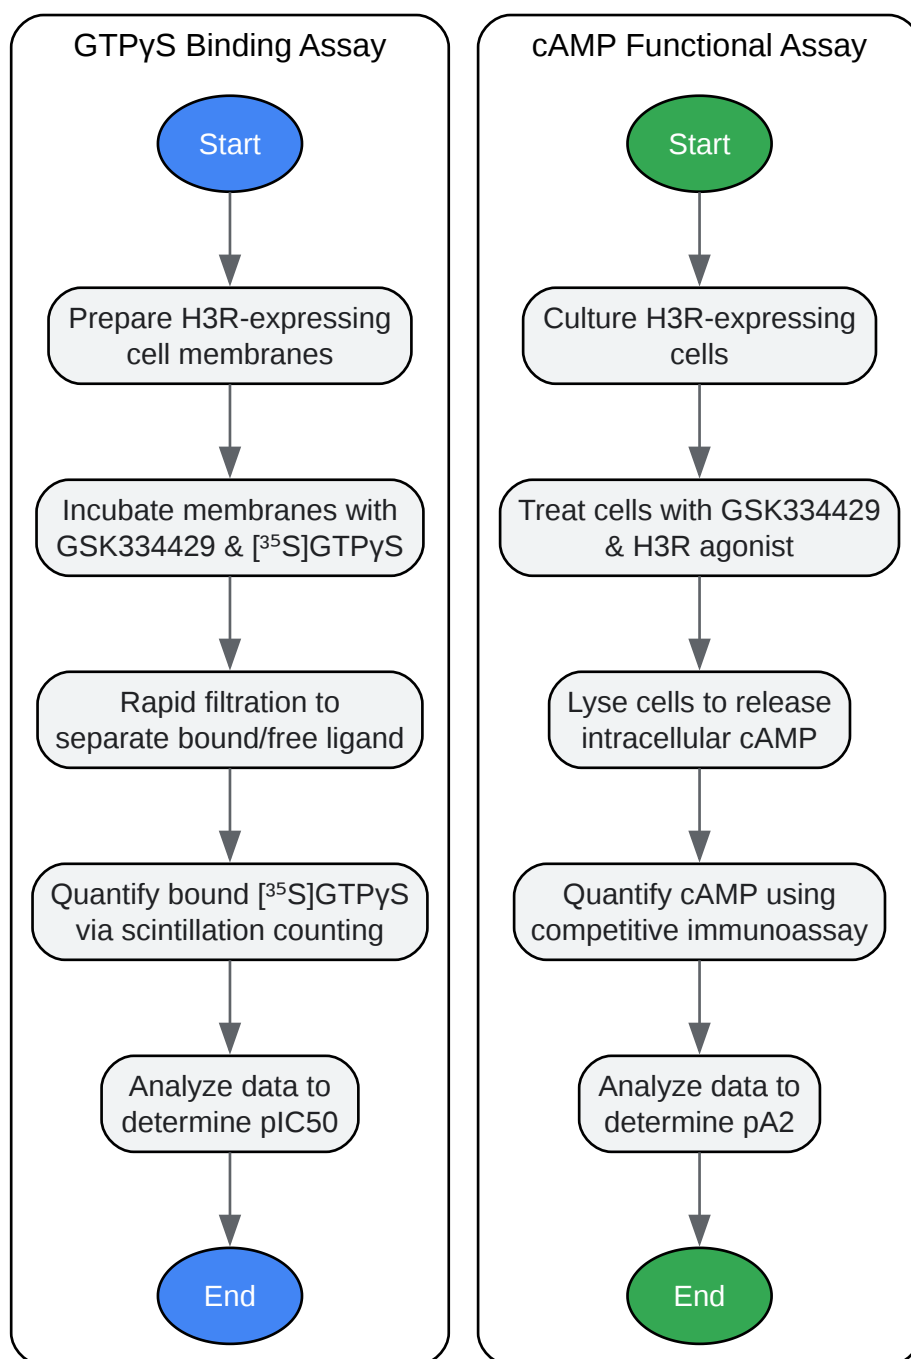 GTPγS Binding Assay
Start
Prepare H3R-expressing
cell membranes
Incubate membranes with
GSK334429 & [³⁵S]GTPγS
Rapid filtration to
separate bound/free ligand
Quantify bound [³⁵S]GTPγS
via scintillation counting
Analyze data to
determine pIC50
End
cAMP Functional Assay
Start
Culture H3R-expressing
cells
Treat cells with GSK334429
& H3R agonist
Lyse cells to release
intracellular cAMP
Quantify cAMP using
competitive immunoassay
Analyze data to
determine pA2
End